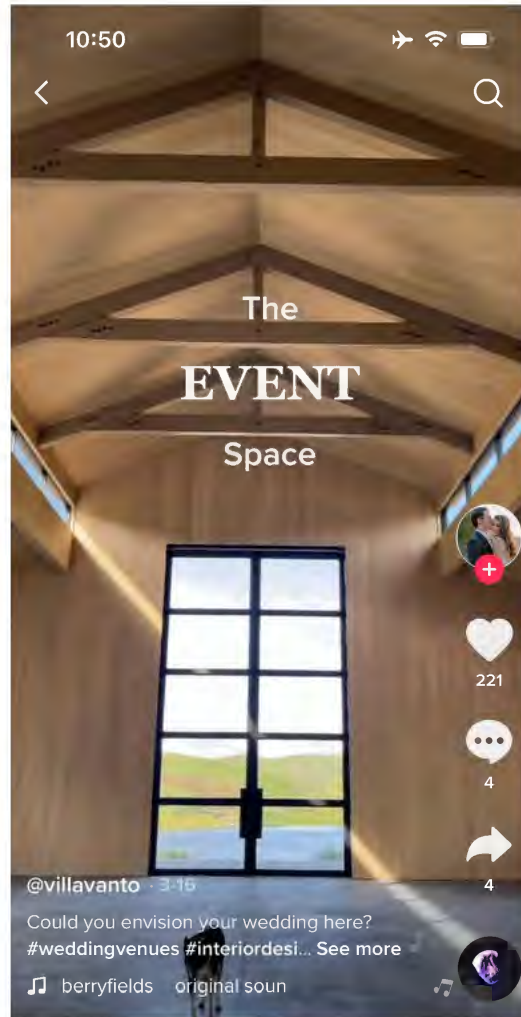 10:50
The
EVENT
Space
221
4
4
@villavanto · 3-16
Could you envision your wedding here?
#weddingvenues #interiordesi... See more
berryfields original soun